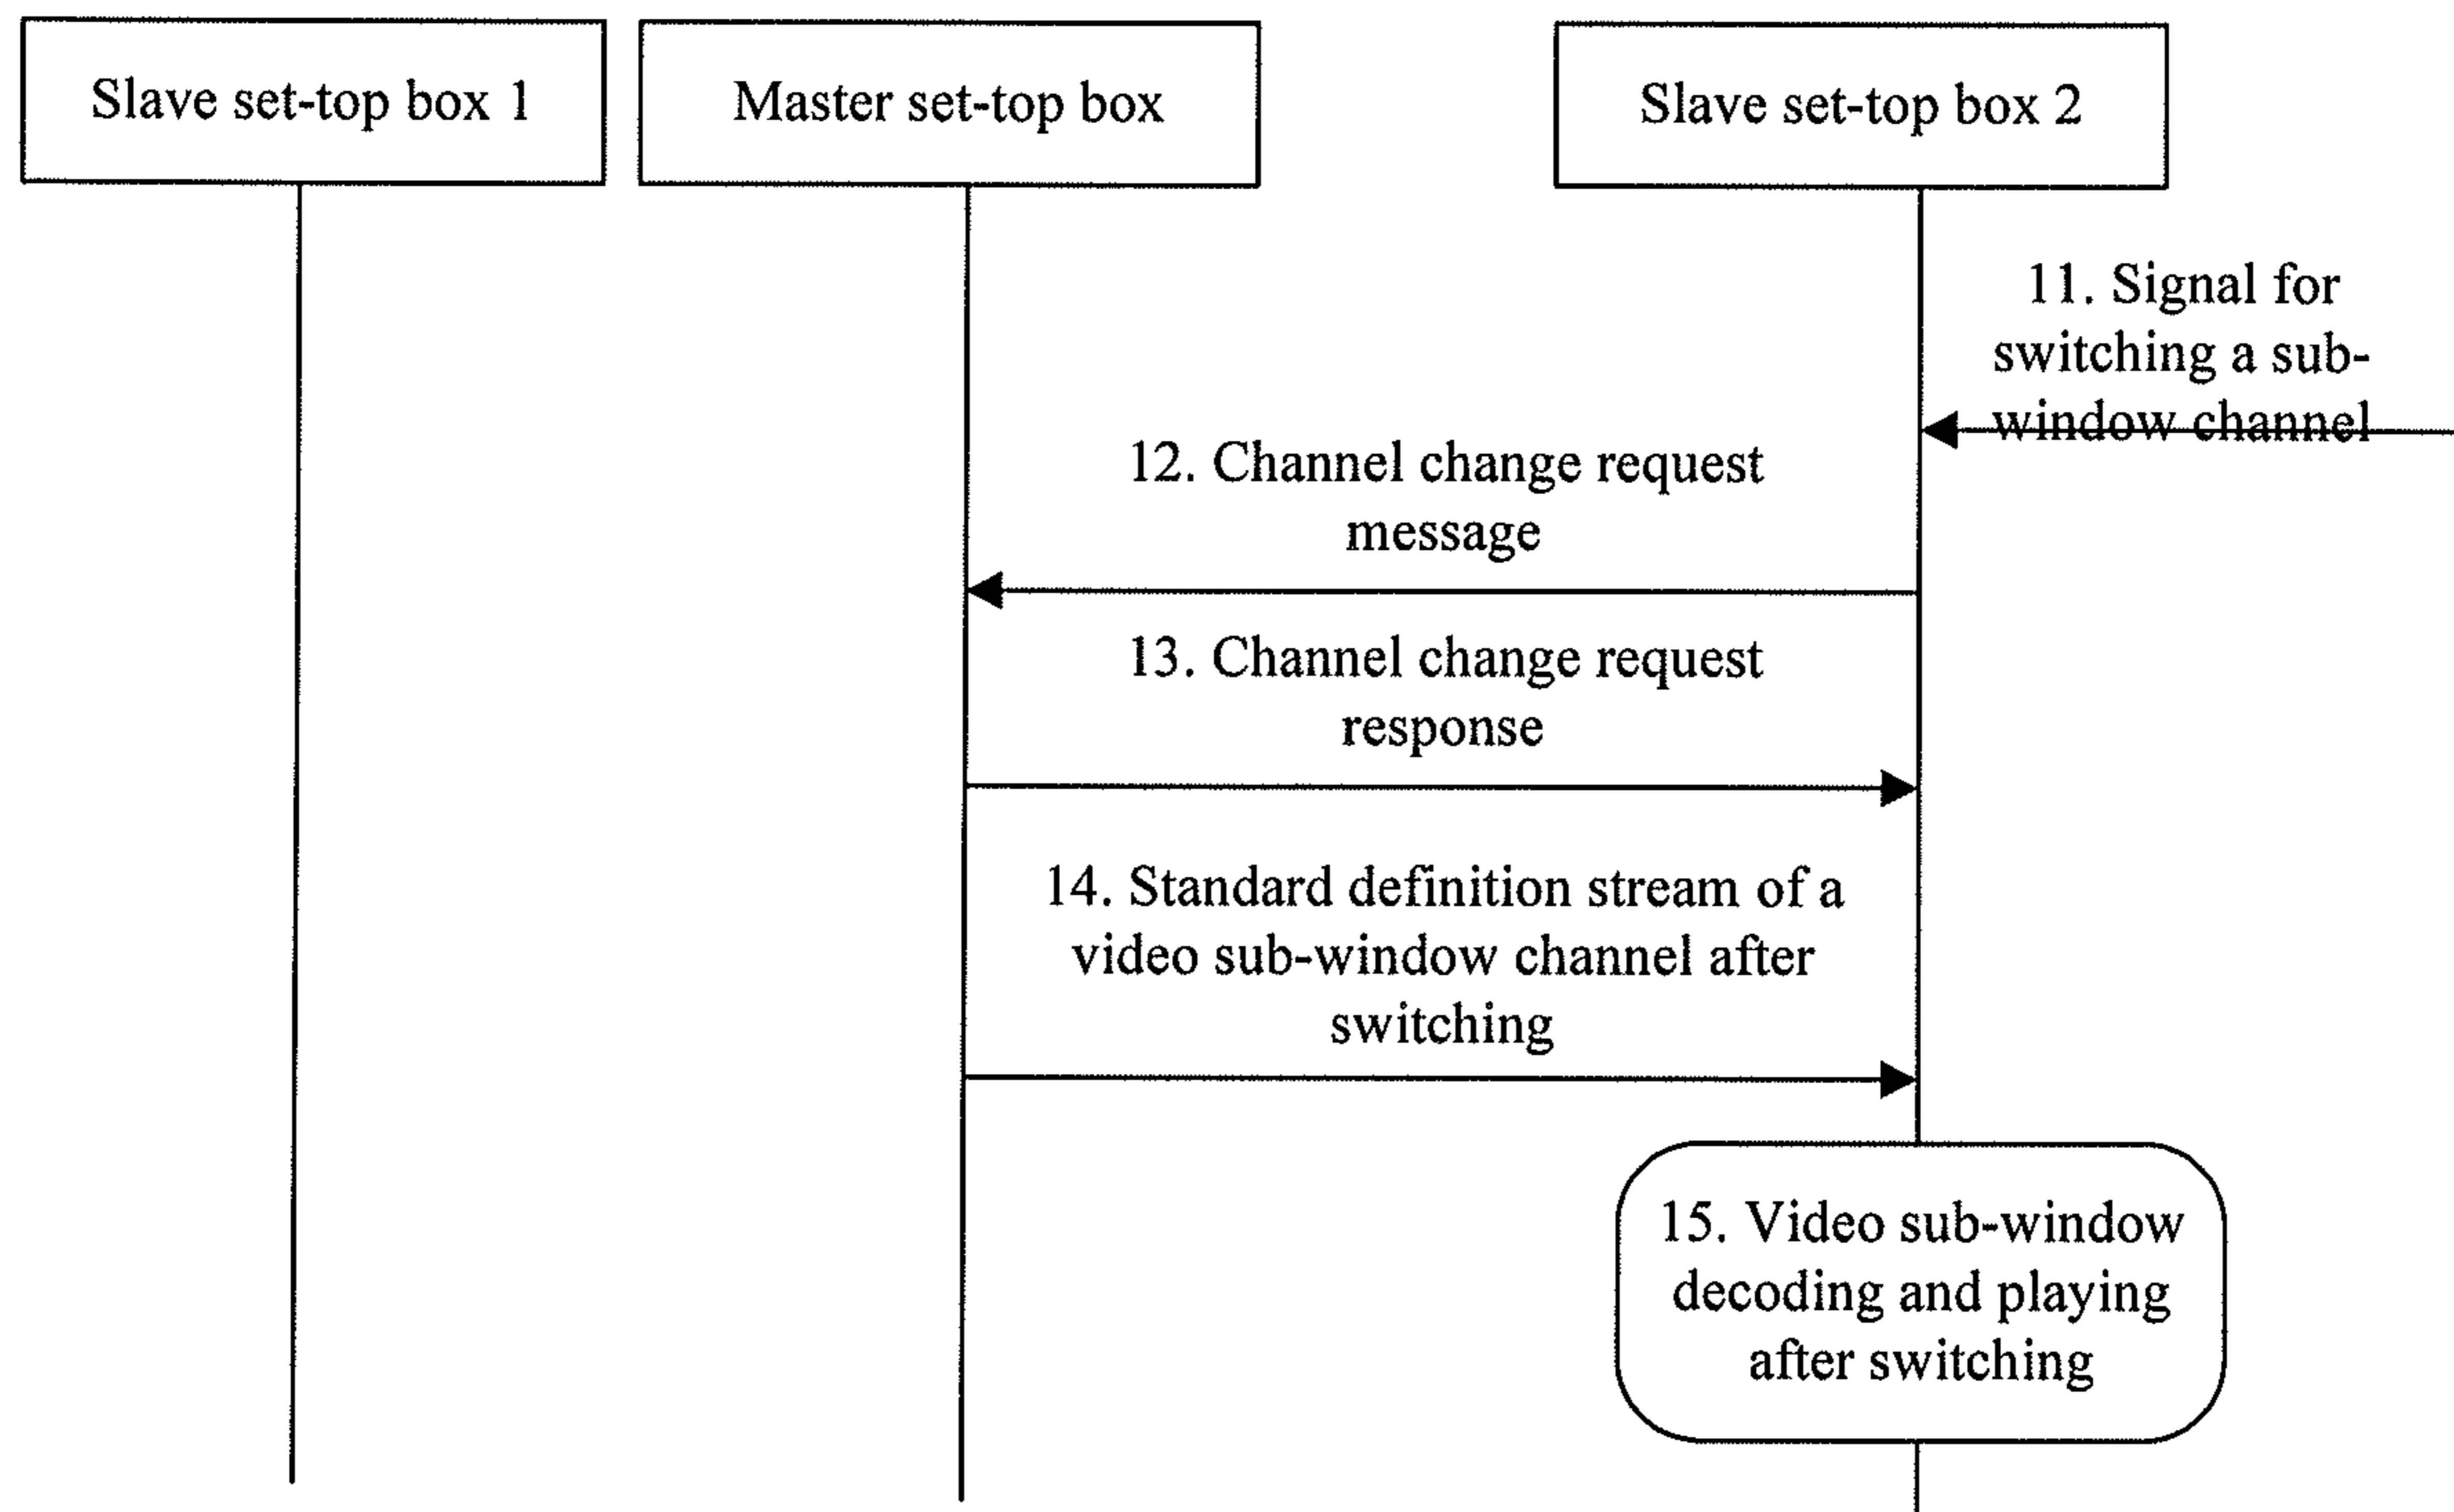 Slave set-top box 1
Master set-top box
Slave set-top box 2
11. Signal for
switching a sub-
window channel
12. Channel change request
message
13. Channel change request
response
14. Standard definition stream of a
video sub-window channel after
switching
15. Video sub-window
decoding and playing
after switching